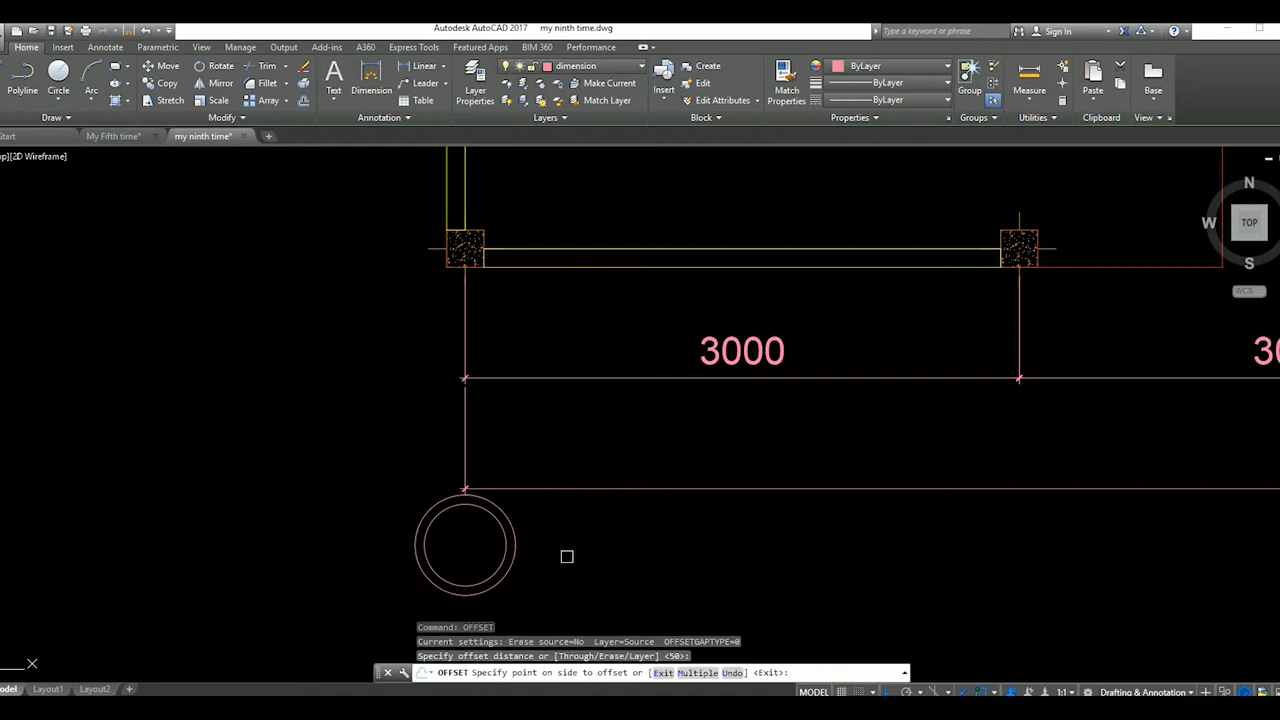 Autodesk AutoCAD 2017 my ninth time.dwg
Type a keyword or phrase
Sign In
Home Insert Annotate Parametric View Manage Output Add-ins A360 Express Tools Featured Apps BIM 360 Performance
Move Rotate Trim
Copy Mirror Fillet
Stretch Scale Array
Polyline Circle Arc
Text Dimension
Linear
Leader
Table
Layer Properties
dimension
Make Current
Match Layer
Insert
Create
Edit
Edit Attributes
Match Properties
ByLayer
ByLayer
ByLayer
Group
Measure
Paste
Base
Draw Modify Annotation Layers Block Properties Groups Utilities Clipboard View
Start My Fifth time* my ninth time*
op][2D Wireframe]
N
W TOP
S
WCS
3000
30
Command: OFFSET
Current settings: Erase source=No Layer=Source OFFSETGAPTYPE=0
Specify offset distance or [Through/Erase/Layer] <50>:
OFFSET Specify point on side to offset or [Exit Multiple Undo] <Exit>:
odel Layout1 Layout2
MODEL 1:1 Drafting & Annotation